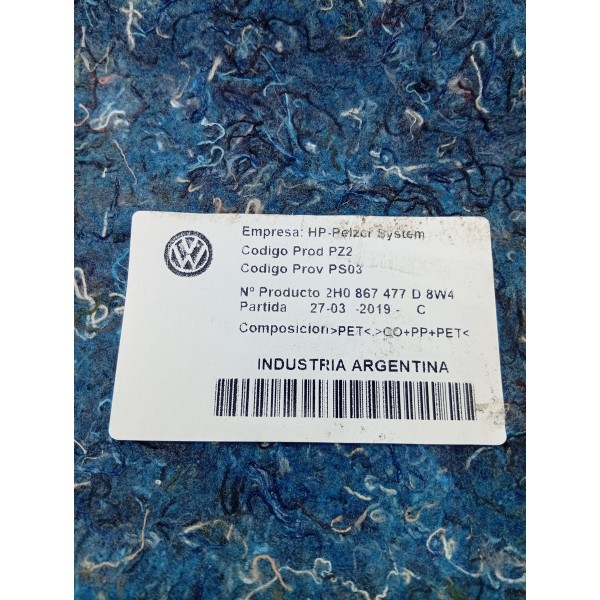 Empresa: HP-Pelzer System
Codigo Prod PZ2
Codigo Prov PS03
Nº Producto 2H0 867 477 D 8W4
Partida 27-03 -2019 - C
Composicion>PET<.>CO+PP+PET<
INDUSTRIA ARGENTINA